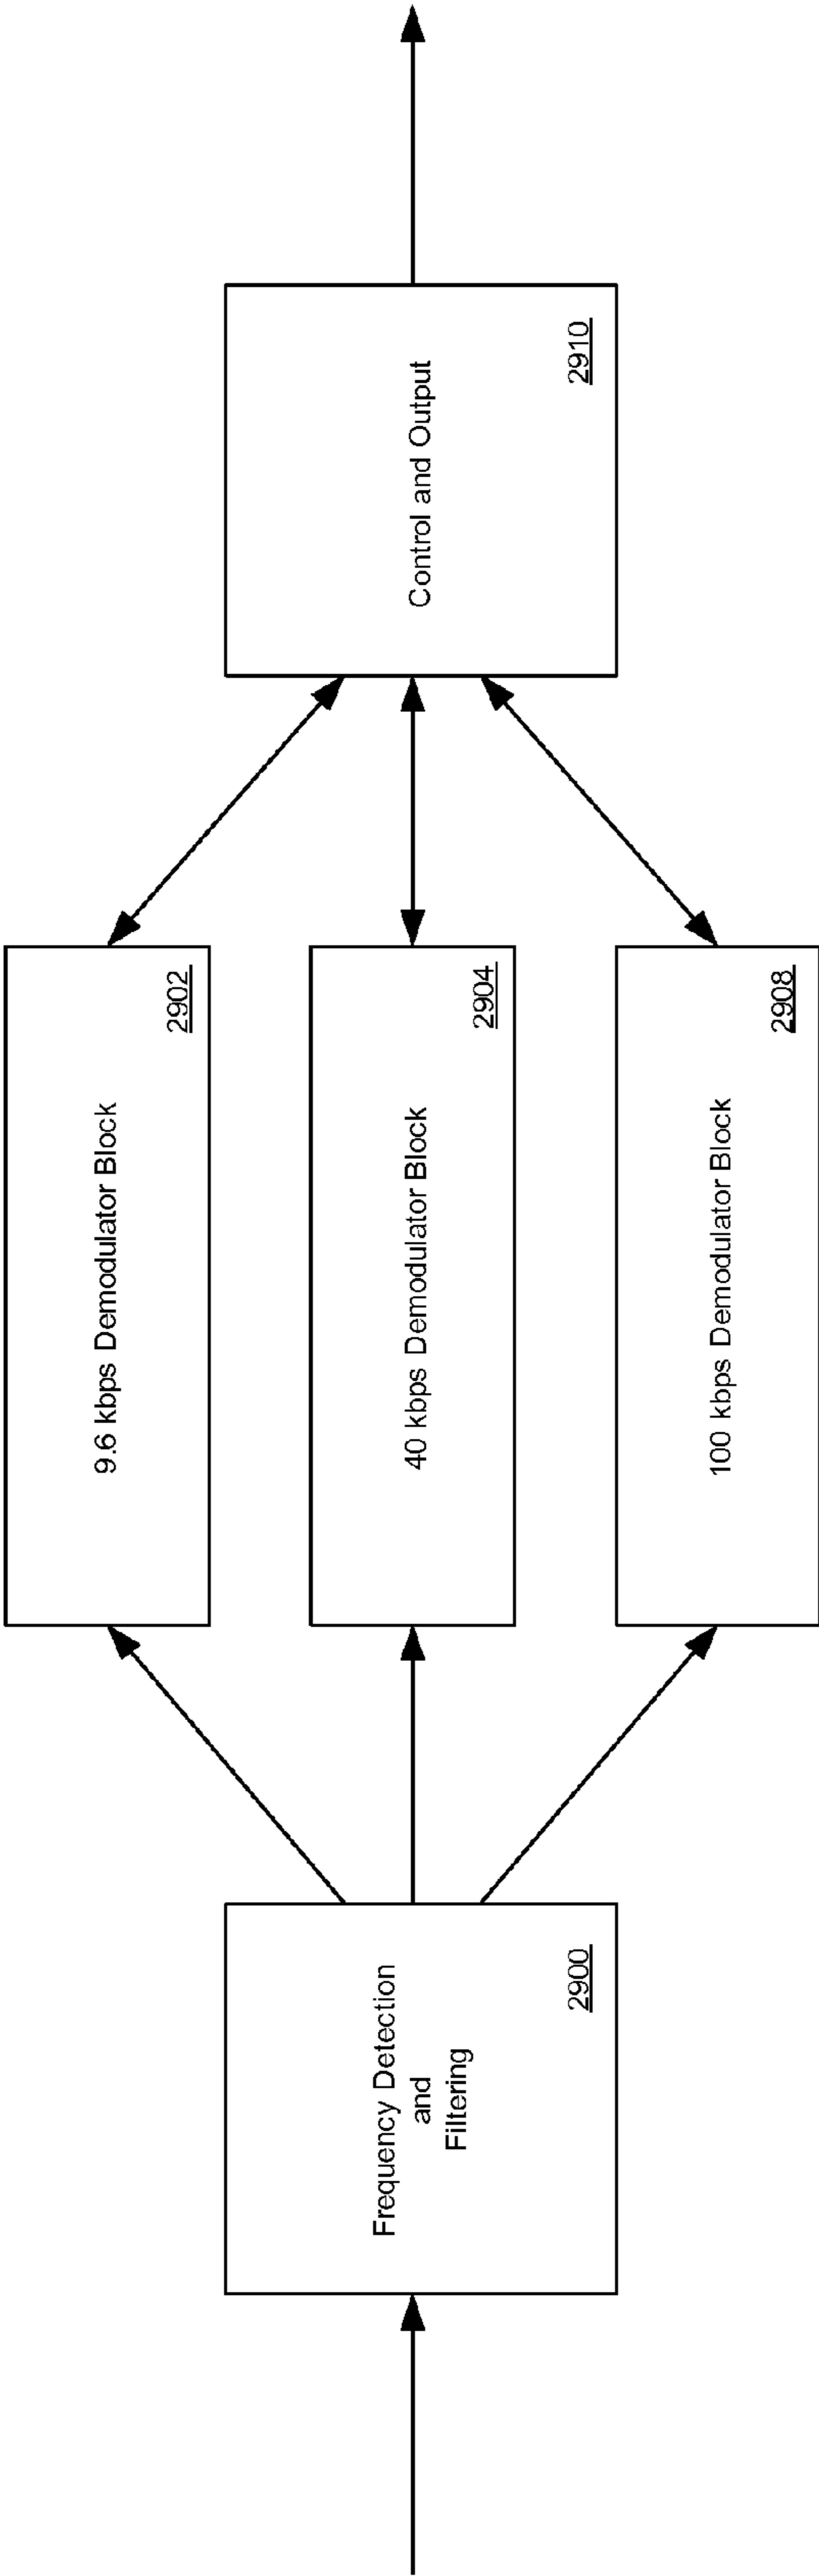 Frequency Detection
and
Filtering
2900
9.6 kbps Demodulator Block
2902
40 kbps Demodulator Block
2904
100 kbps Demodulator Block
2908
Control and Output
2910